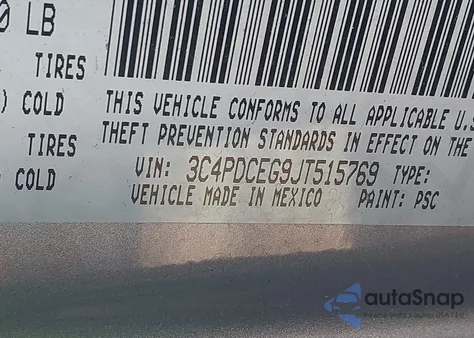 0 LB
TIRES
) COLD
TIRES
COLD
THIS VEHICLE CONFORMS TO ALL APPLICABLE U.S
THEFT PREVENTION STANDARDS IN EFFECT ON THE
VIN: 3C4PDCEG9JT515769 TYPE:
VEHICLE MADE IN MEXICO PAINT: PSC
autaSnap